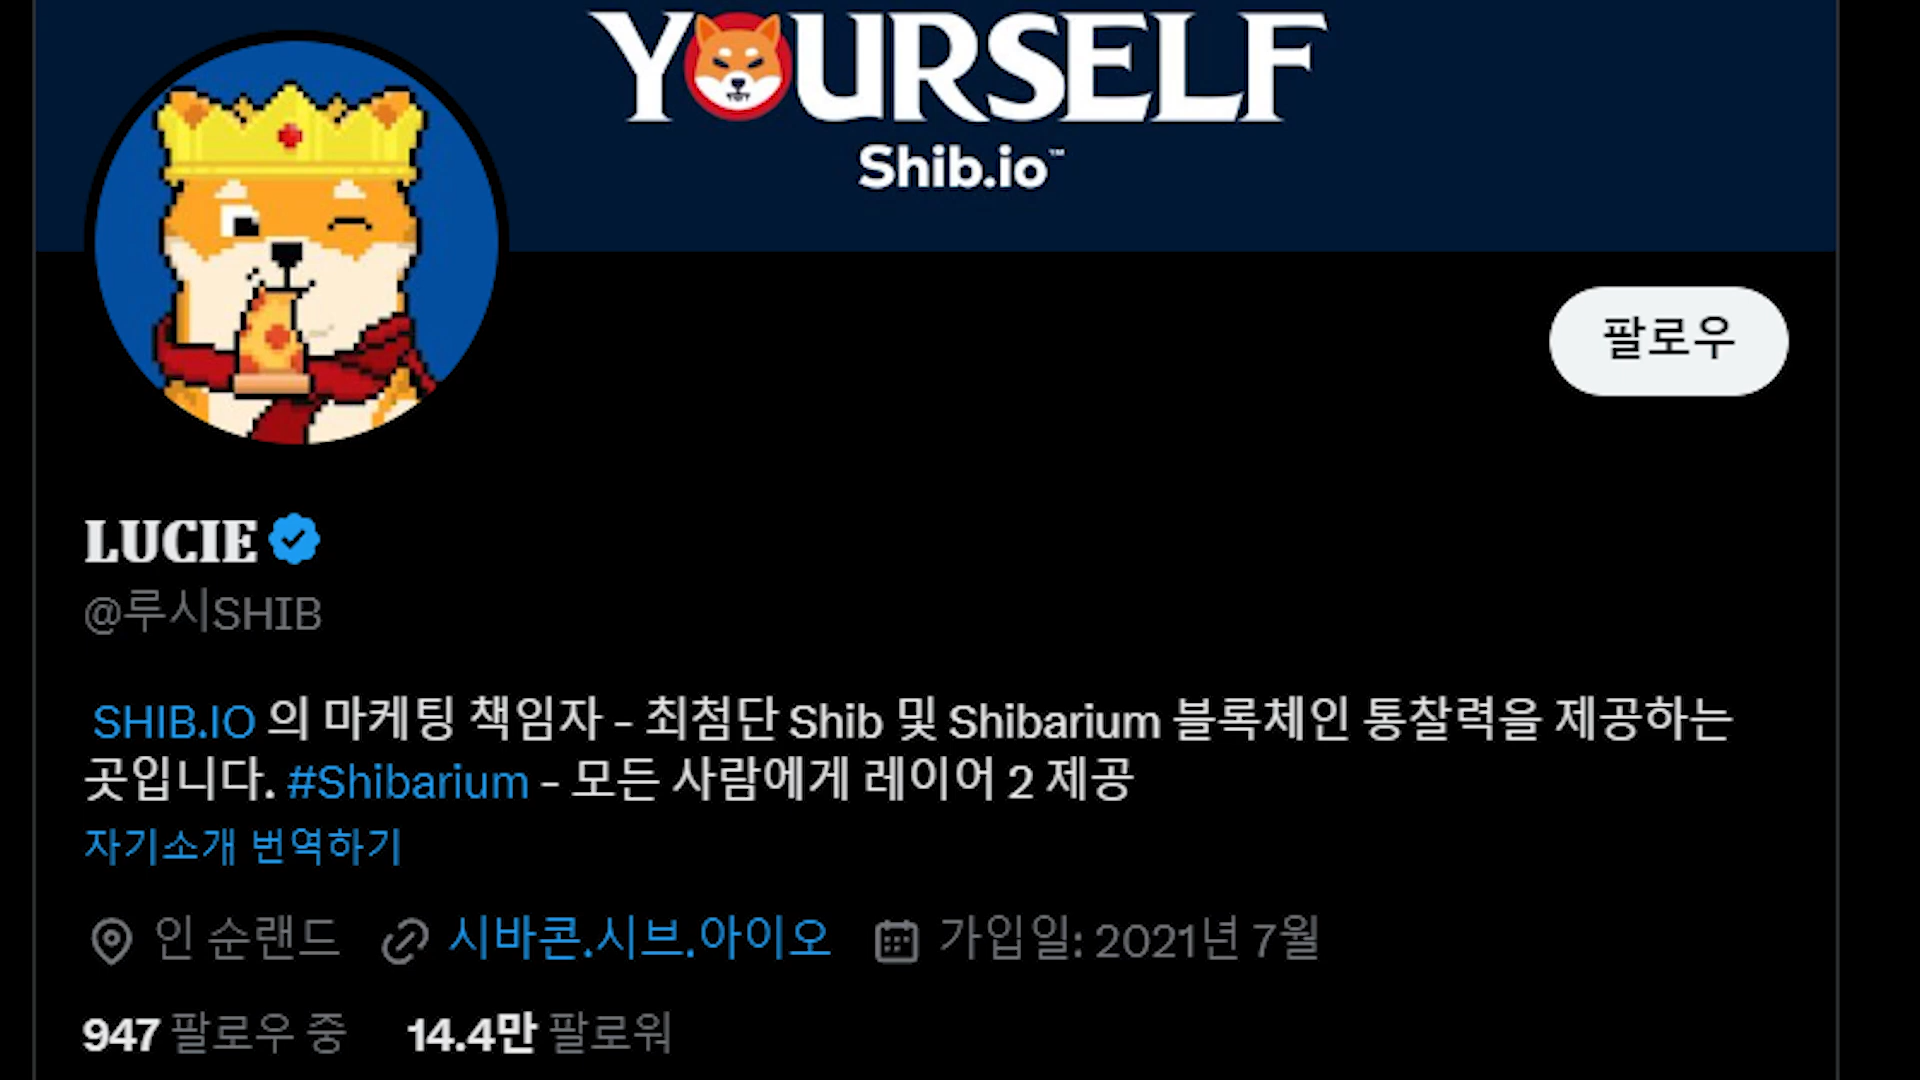 YOURSELF
Shib.io™
팔로우
LUCIE
@루시SHIB
SHIB.IO 의 마케팅 책임자 - 최첨단 Shib 및 Shibarium 블록체인 통찰력을 제공하는
곳입니다. #Shibarium - 모든 사람에게 레이어 2 제공
자기소개 번역하기
인 순랜드 시바콘.시브.아이오 가입일: 2021년 7월
947 팔로우 중 14.4만 팔로워